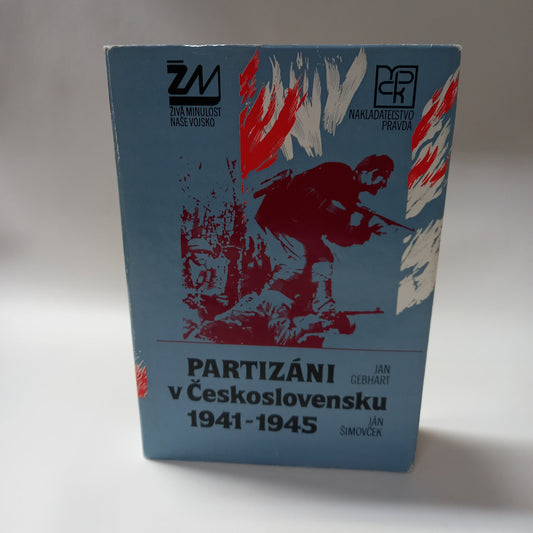 ŽM
ŽIVÁ MINULOST
NAŠE VOJSKO
NAKLADATEĽSTVO
PRAVDA
PARTIZÁNI
v Československu
1941-1945
JAN
GEBHART
JÁN
ŠIMOVČEK